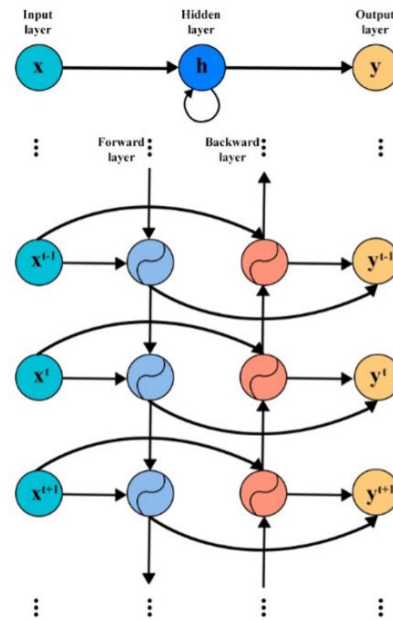 Input
layer
Hidden
layer
Output
layer
x
h
y
Forward
layer
Backward
layer
x^t-1
y^t-1
x^t
y^t
x^t+1
y^t+1